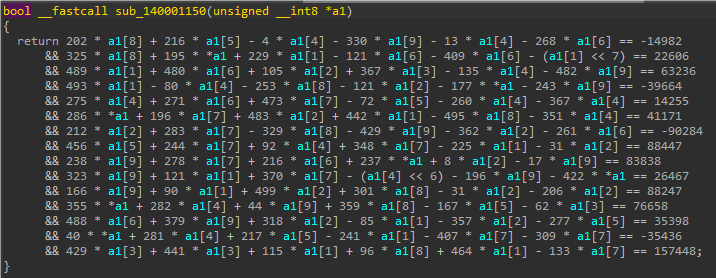 bool __fastcall sub_140001150(unsigned __int8 *a1)
{
return 202 * a1[8] + 216 * a1[5] - 4 * a1[4] - 330 * a1[9] - 13 * a1[4] - 268 * a1[6] == -14982
&& 325 * a1[8] + 195 * *a1 + 229 * a1[1] - 121 * a1[6] - 409 * a1[6] - (a1[1] << 7) == 22606
&& 489 * a1[1] + 480 * a1[6] + 105 * a1[2] + 367 * a1[3] - 135 * a1[4] - 482 * a1[9] == 63236
&& 493 * a1[1] - 80 * a1[4] - 253 * a1[8] - 121 * a1[2] - 177 * *a1 - 243 * a1[9] == -39664
&& 275 * a1[4] + 271 * a1[6] + 473 * a1[7] - 72 * a1[5] - 260 * a1[4] - 367 * a1[4] == 14255
&& 286 * *a1 + 196 * a1[7] + 483 * a1[2] + 442 * a1[1] - 495 * a1[8] - 351 * a1[4] == 41171
&& 212 * a1[2] + 283 * a1[7] - 329 * a1[8] - 429 * a1[9] - 362 * a1[2] - 261 * a1[6] == -90284
&& 456 * a1[5] + 244 * a1[7] + 92 * a1[4] + 348 * a1[7] - 225 * a1[1] - 31 * a1[2] == 88447
&& 238 * a1[9] + 278 * a1[7] + 216 * a1[6] + 237 * *a1 + 8 * a1[2] - 17 * a1[9] == 83838
&& 323 * a1[9] + 121 * a1[1] + 370 * a1[7] - (a1[4] << 6) - 196 * a1[9] - 422 * *a1 == 26467
&& 166 * a1[9] + 90 * a1[1] + 499 * a1[2] + 301 * a1[8] - 31 * a1[2] - 206 * a1[2] == 88247
&& 355 * *a1 + 282 * a1[4] + 44 * a1[9] + 359 * a1[8] - 167 * a1[5] - 62 * a1[3] == 76658
&& 488 * a1[6] + 379 * a1[9] + 318 * a1[2] - 85 * a1[1] - 357 * a1[2] - 277 * a1[5] == 35398
&& 40 * *a1 + 281 * a1[4] + 217 * a1[5] - 241 * a1[1] - 407 * a1[7] - 309 * a1[7] == -35436
&& 429 * a1[3] + 441 * a1[3] + 115 * a1[1] + 96 * a1[8] + 464 * a1[1] - 133 * a1[7] == 157448;
}